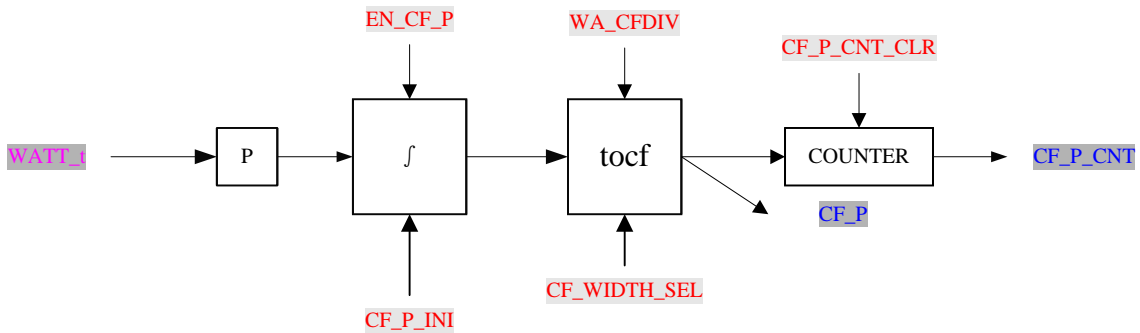 EN_CF_P
WA_CFDIV
CF_P_CNT_CLR
WATT_t
P
∫
tocf
COUNTER
CF_P_CNT
CF_P
CF_WIDTH_SEL
CF_P_INI